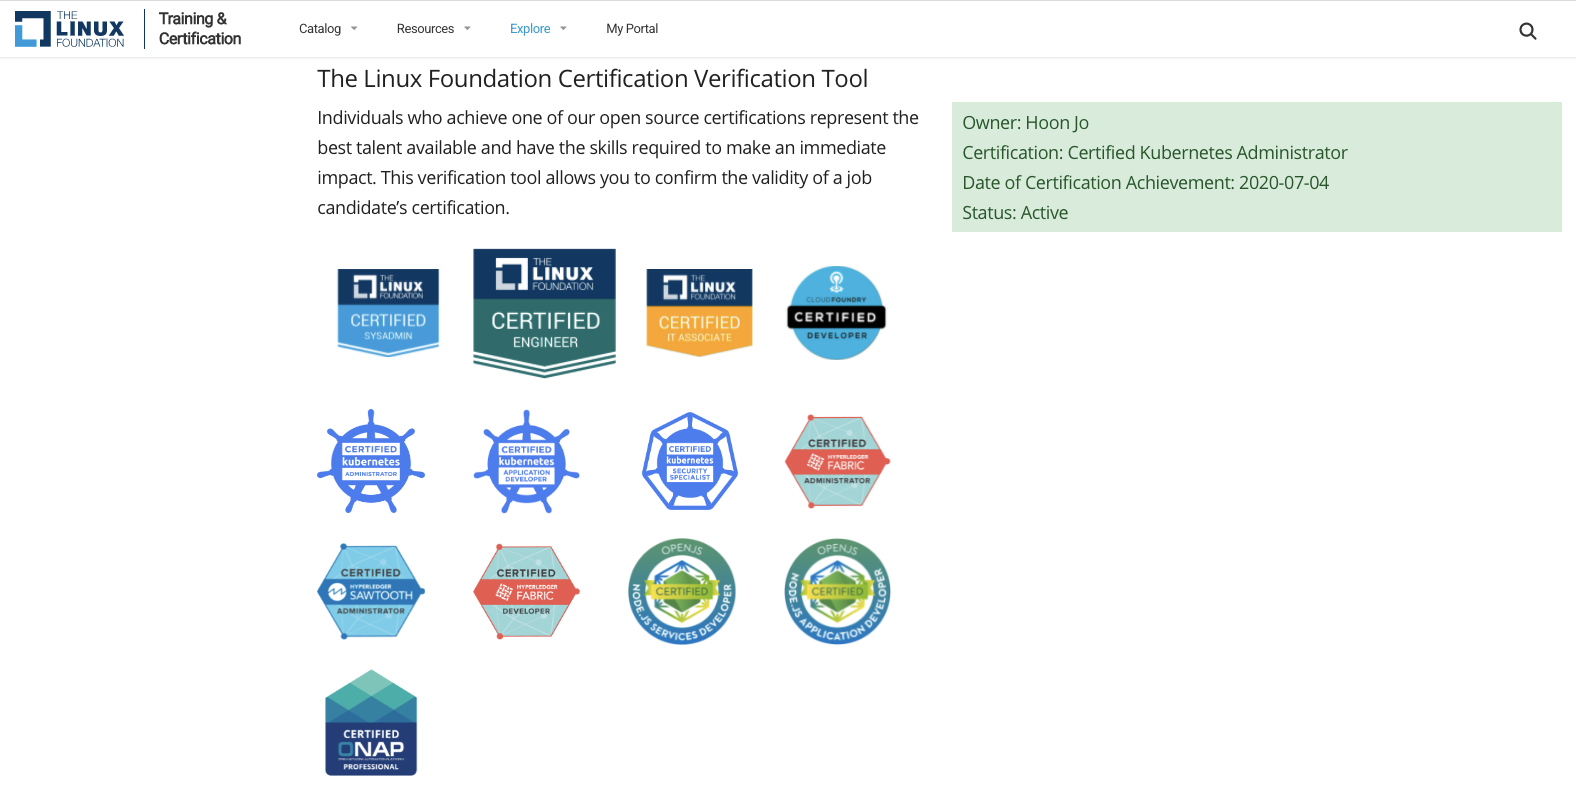 THE
LINUX
FOUNDATION
Training &
Certification
Catalog
Resources
Explore
My Portal
The Linux Foundation Certification Verification Tool
Individuals who achieve one of our open source certifications represent the
best talent available and have the skills required to make an immediate
impact. This verification tool allows you to confirm the validity of a job
candidate’s certification.
Owner: Hoon Jo
Certification: Certified Kubernetes Administrator
Date of Certification Achievement: 2020-07-04
Status: Active
THE
LINUX
FOUNDATION
CERTIFIED
SYSADMIN
THE
LINUX
FOUNDATION
CERTIFIED
ENGINEER
THE
LINUX
FOUNDATION
CERTIFIED
IT ASSOCIATE
CLOUDFOUNDRY
CERTIFIED
DEVELOPER
CERTIFIED
kubernetes
ADMINISTRATOR
CERTIFIED
kubernetes
APPLICATION
DEVELOPER
CERTIFIED
kubernetes
SECURITY
SPECIALIST
CERTIFIED
HYPERLEDGER
FABRIC
ADMINISTRATOR
CERTIFIED
HYPERLEDGER
SAWTOOTH
ADMINISTRATOR
CERTIFIED
HYPERLEDGER
FABRIC
DEVELOPER
OPENJS
CERTIFIED
NODE.JS SERVICES DEVELOPER
OPENJS
CERTIFIED
NODE.JS APPLICATION DEVELOPER
CERTIFIED
ONAP
PROFESSIONAL